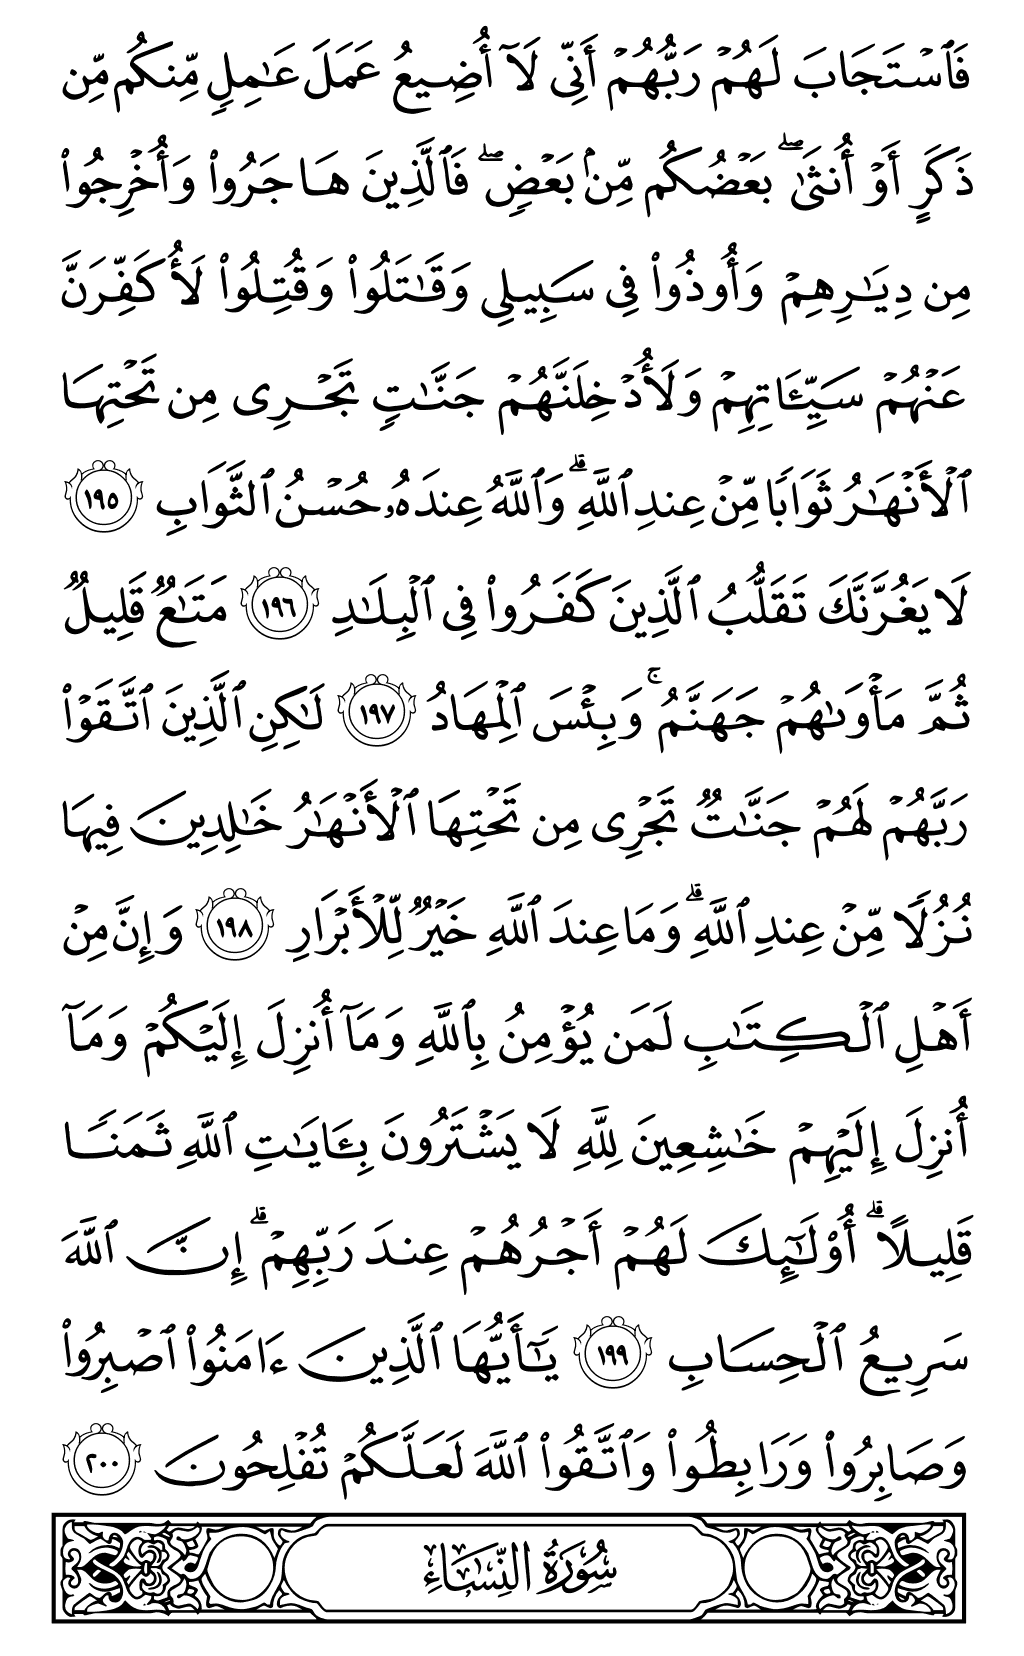 فَٱسۡتَجَابَ لَهُمۡ رَبُّهُمۡ أَنِّي لَآ أُضِيعُ عَمَلَ عَٰمِلٖ مِّنكُم مِّن
ذَكَرٍ أَوۡ أُنثَىٰۖ بَعۡضُكُم مِّنۢ بَعۡضٖۖ فَٱلَّذِينَ هَاجَرُواْ وَأُخۡرِجُواْ
مِن دِيَٰرِهِمۡ وَأُوذُواْ فِي سَبِيلِي وَقَٰتَلُواْ وَقُتِلُواْ لَأُكَفِّرَنَّ
عَنۡهُمۡ سَيِّـَٔاتِهِمۡ وَلَأُدۡخِلَنَّهُمۡ جَنَّٰتٖ تَجۡرِي مِن تَحۡتِهَا
ٱلۡأَنۡهَٰرُ ثَوَابٗا مِّنۡ عِندِ ٱللَّهِۚ وَٱللَّهُ عِندَهُۥ حُسۡنُ ٱلثَّوَابِ ١٩٥
لَا يَغُرَّنَّكَ تَقَلُّبُ ٱلَّذِينَ كَفَرُواْ فِي ٱلۡبِلَٰدِ ١٩٦ مَتَٰعٞ قَلِيلٞ
ثُمَّ مَأۡوَىٰهُمۡ جَهَنَّمُۖ وَبِئۡسَ ٱلۡمِهَادُ ١٩٧ لَٰكِنِ ٱلَّذِينَ ٱتَّقَوۡاْ
رَبَّهُمۡ لَهُمۡ جَنَّٰتٞ تَجۡرِي مِن تَحۡتِهَا ٱلۡأَنۡهَٰرُ خَٰلِدِينَ فِيهَا
نُزُلٗا مِّنۡ عِندِ ٱللَّهِۗ وَمَا عِندَ ٱللَّهِ خَيۡرٞ لِّلۡأَبۡرَارِ ١٩٨ وَإِنَّ مِنۡ
أَهۡلِ ٱلۡكِتَٰبِ لَمَن يُؤۡمِنُ بِٱللَّهِ وَمَآ أُنزِلَ إِلَيۡكُمۡ وَمَآ
أُنزِلَ إِلَيۡهِمۡ خَٰشِعِينَ لِلَّهِ لَا يَشۡتَرُونَ بِـَٔايَٰتِ ٱللَّهِ ثَمَنٗا
قَلِيلًاۚ أُوْلَٰٓئِكَ لَهُمۡ أَجۡرُهُمۡ عِندَ رَبِّهِمۡۗ إِنَّ ٱللَّهَ
سَرِيعُ ٱلۡحِسَابِ ١٩٩ يَٰٓأَيُّهَا ٱلَّذِينَ ءَامَنُواْ ٱصۡبِرُواْ
وَصَابِرُواْ وَرَابِطُواْ وَٱتَّقُواْ ٱللَّهَ لَعَلَّكُمۡ تُفۡلِحُونَ ٢٠٠
سُورَةُ النِّسَاءِ